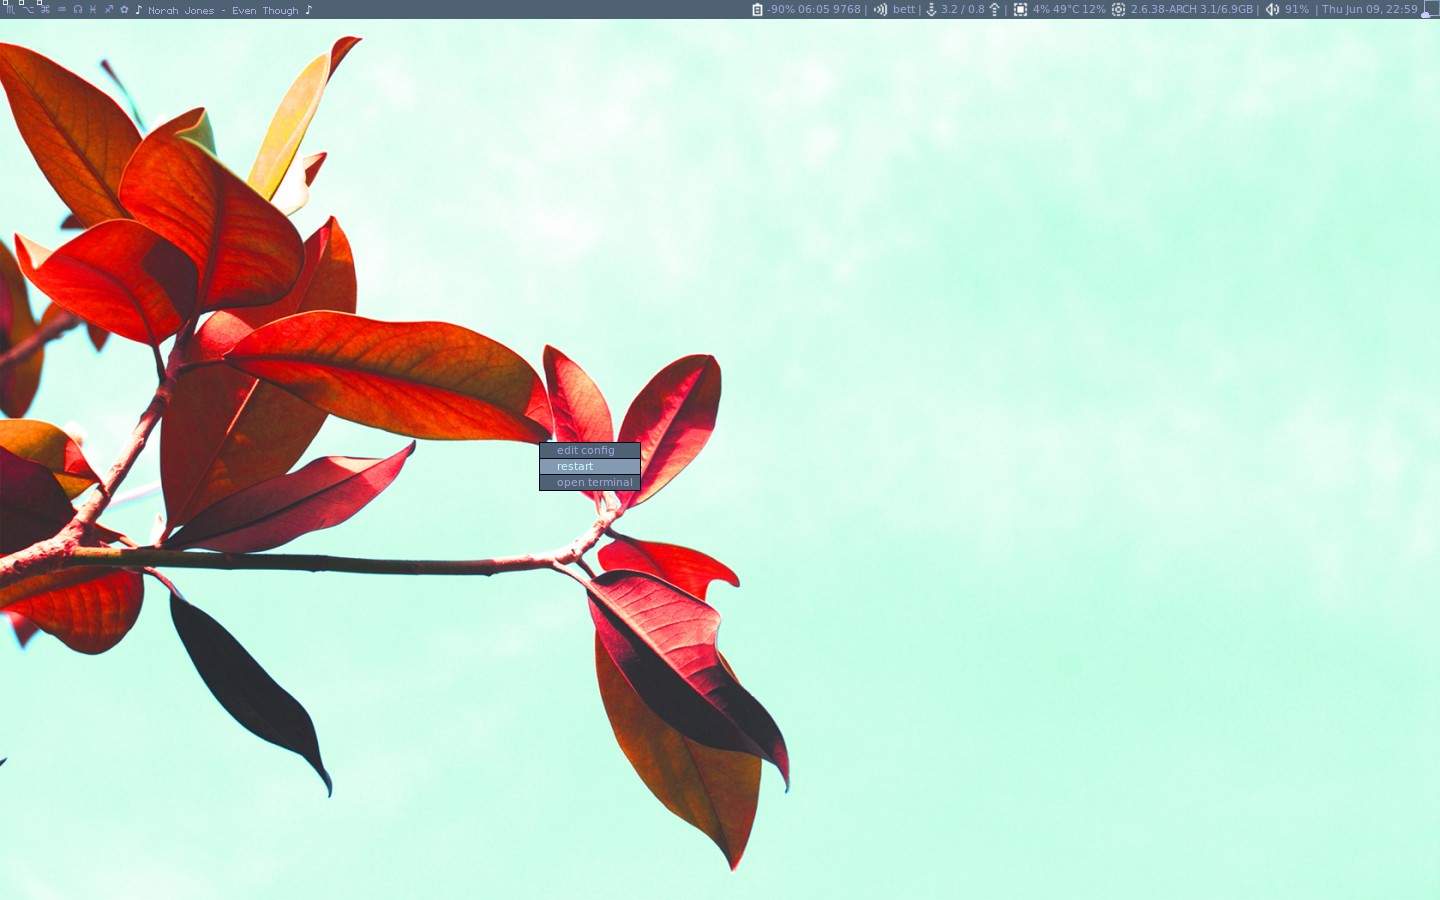 ♏ ⌥ ⌘ ♒ ☊ ♓ ♐ ✿ ♪ Norah Jones - Even Though ♪ -90% 06:05 9768 | bett | 3.2 / 0.8 | 4% 49°C 12% 2.6.38-ARCH 3.1/6.9GB | 91% | Thu Jun 09, 22:59
edit config
restart
open terminal